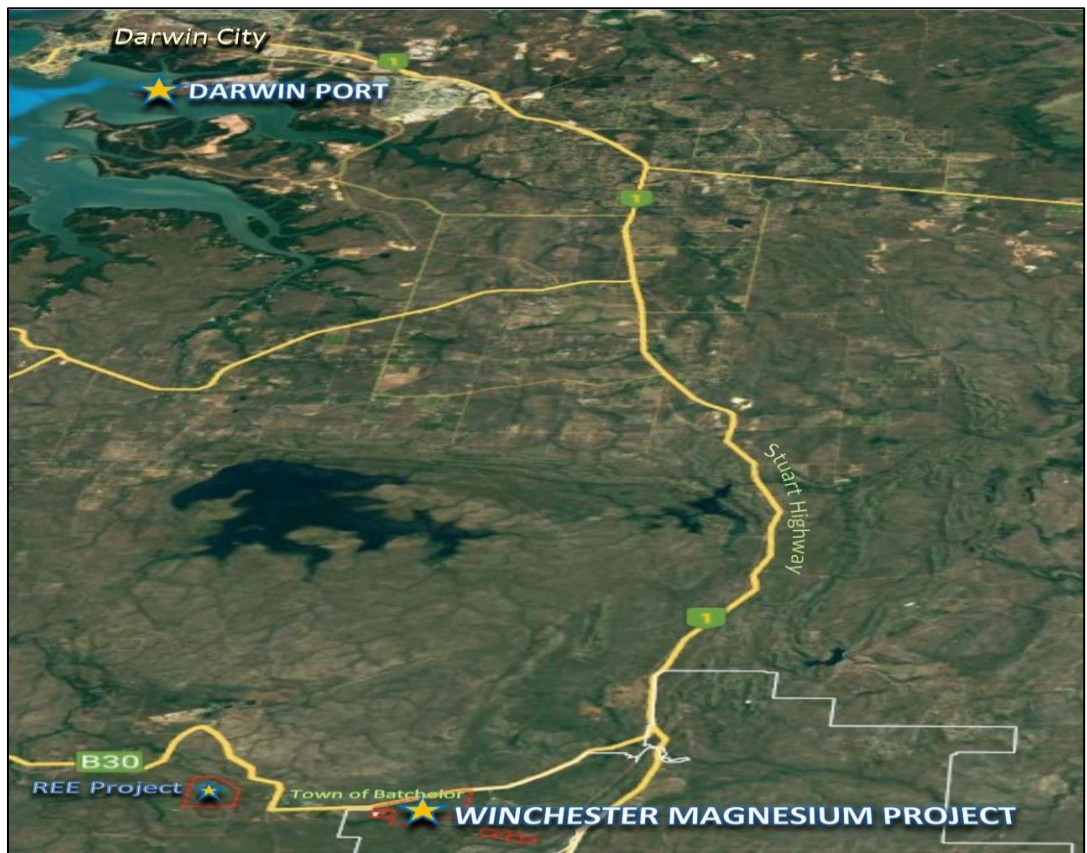 Darwin City
1
DARWIN PORT
1
Stuart Highway
1
B30
REE Project
Town of Batchelor
WINCHESTER MAGNESIUM PROJECT